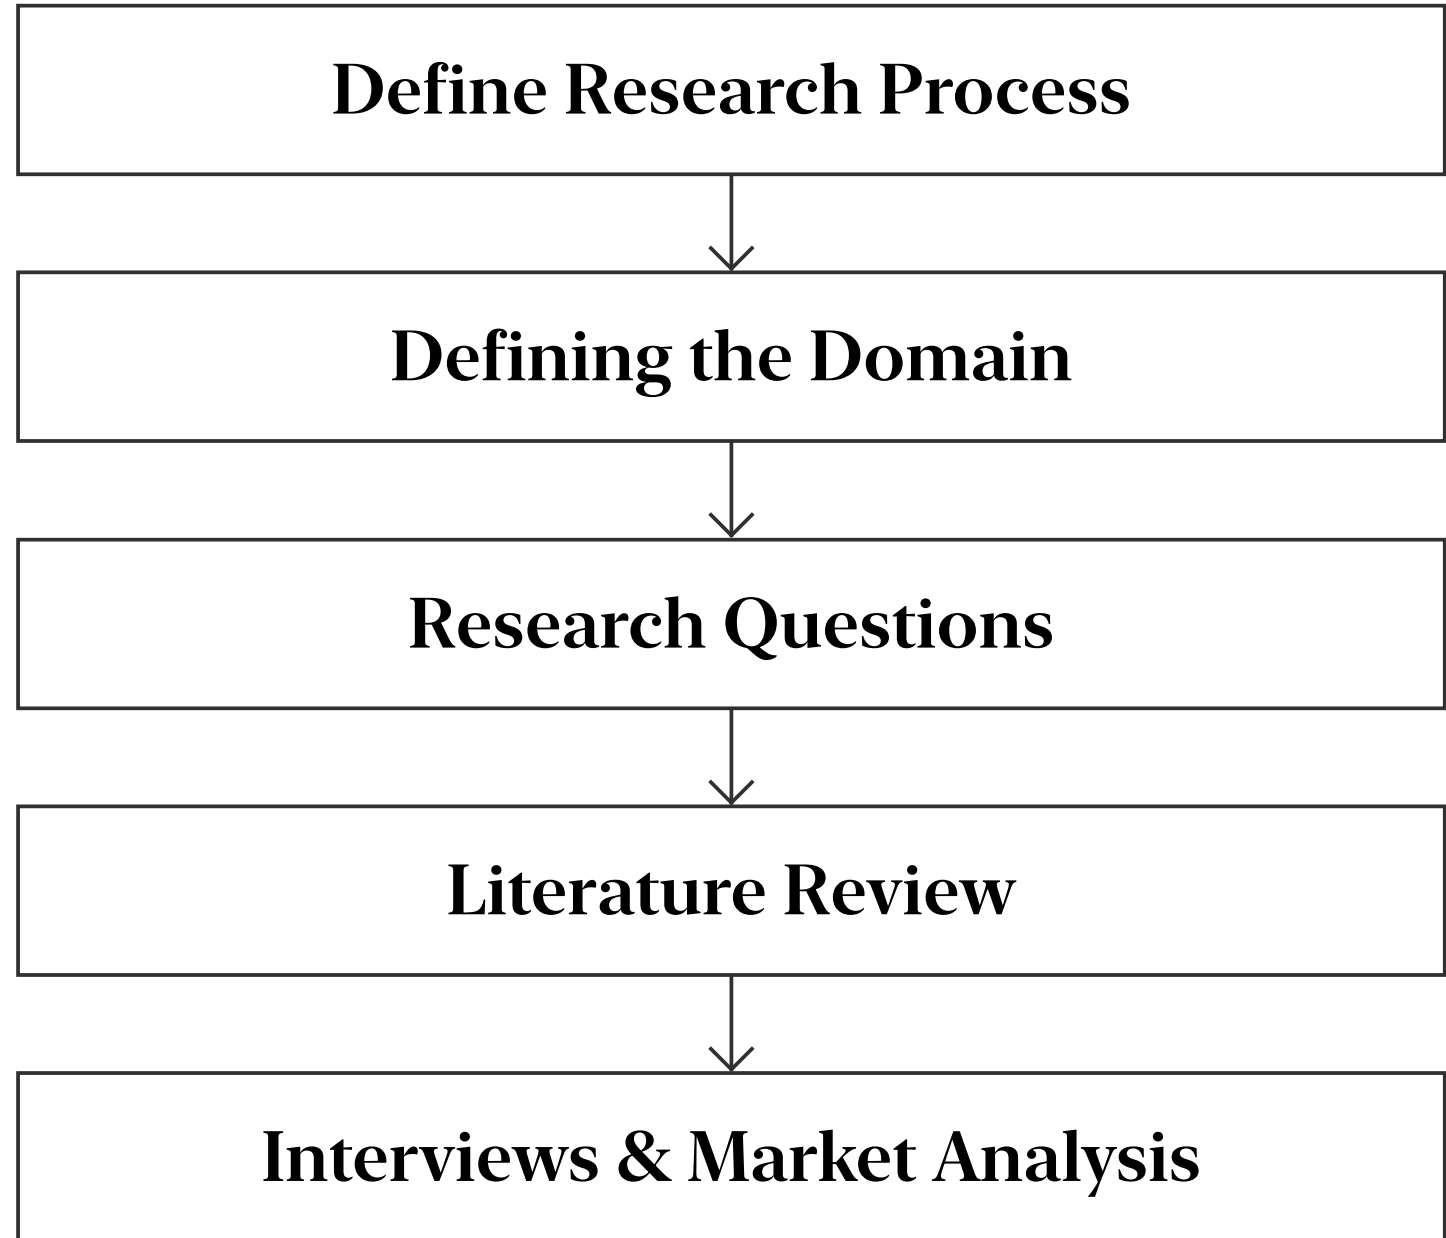 Define Research Process
Defining the Domain
Research Questions
Literature Review
Interviews & Market Analysis